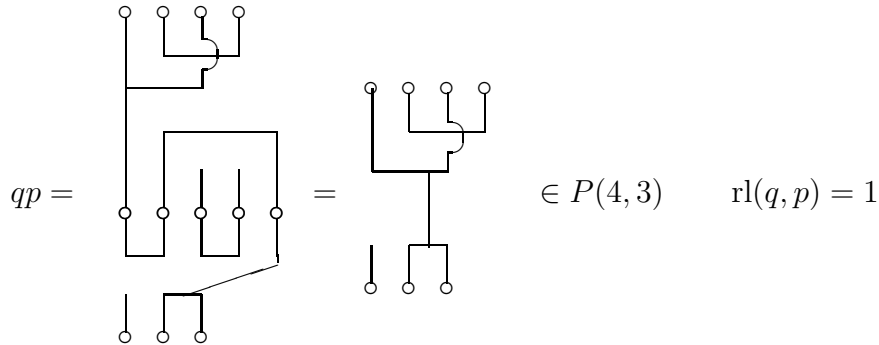 qp = = ∈ P(4, 3) rl(q, p) = 1